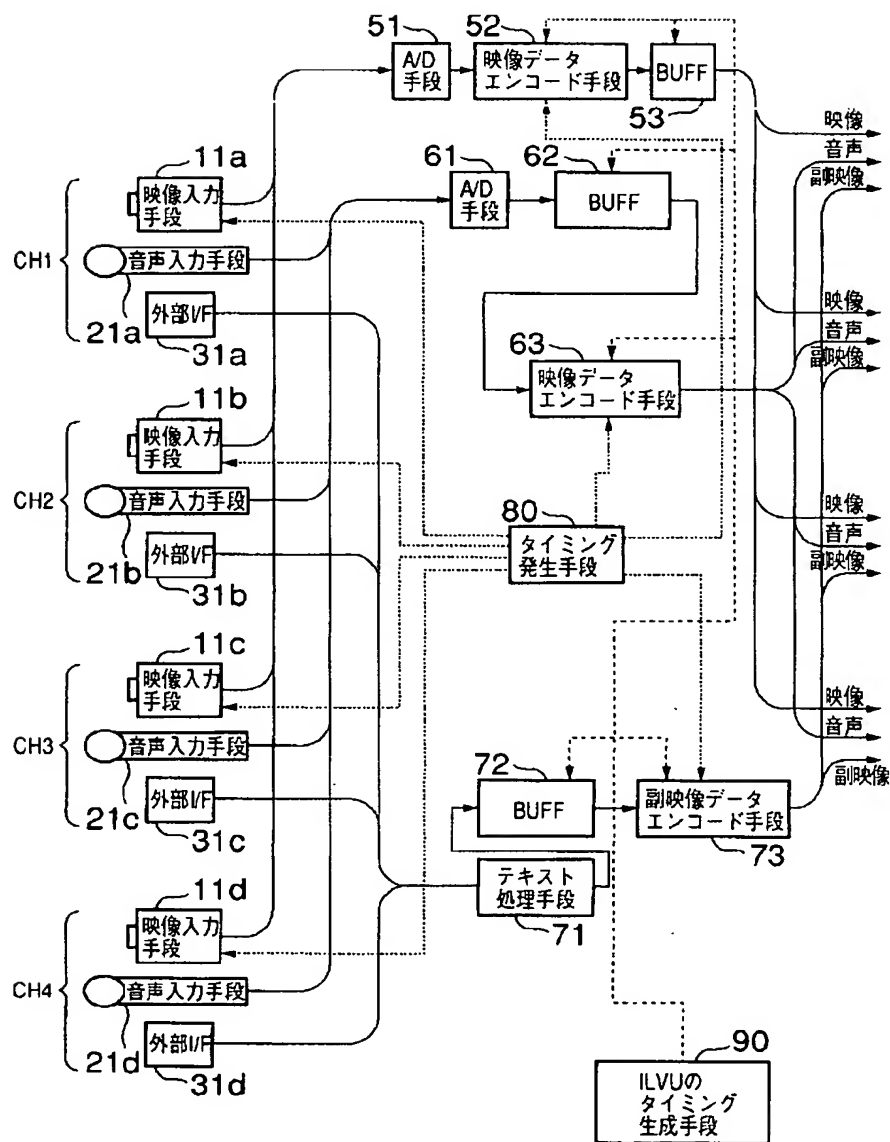 51
A/D
手段
52
映像データ
エンコード手段
BUFF
53
映像
音声
副映像
61
A/D
手段
62
BUFF
CH1
11a
映像入力
手段
音声入力手段
21a
外部I/F
31a
映像
音声
副映像
63
映像データ
エンコード手段
CH2
11b
映像入力
手段
音声入力手段
21b
外部I/F
31b
80
タイミング
発生手段
映像
音声
副映像
CH3
11c
映像入力
手段
音声入力手段
21c
外部I/F
31c
映像
音声
副映像
72
BUFF
副映像データ
エンコード手段
73
テキスト
処理手段
71
CH4
11d
映像入力
手段
音声入力手段
21d
外部I/F
31d
90
ILVUの
タイミング
生成手段